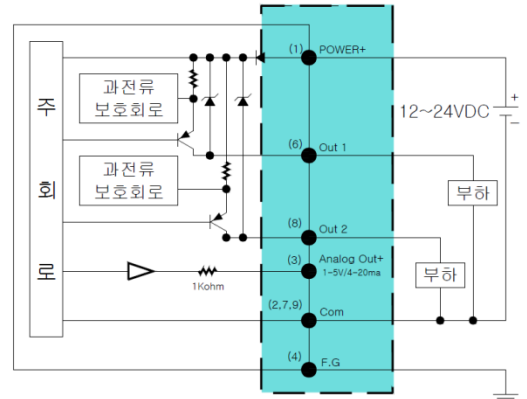 (1)
POWER+
과전류
보호회로
주
12~24VDC
+
−
(6)
Out 1
과전류
보호회로
회
부하
(8)
Out 2
(3)
Analog Out+
1-5V/4-20ma
부하
로
1Kohm
(2,7,9)
Com
(4)
F.G